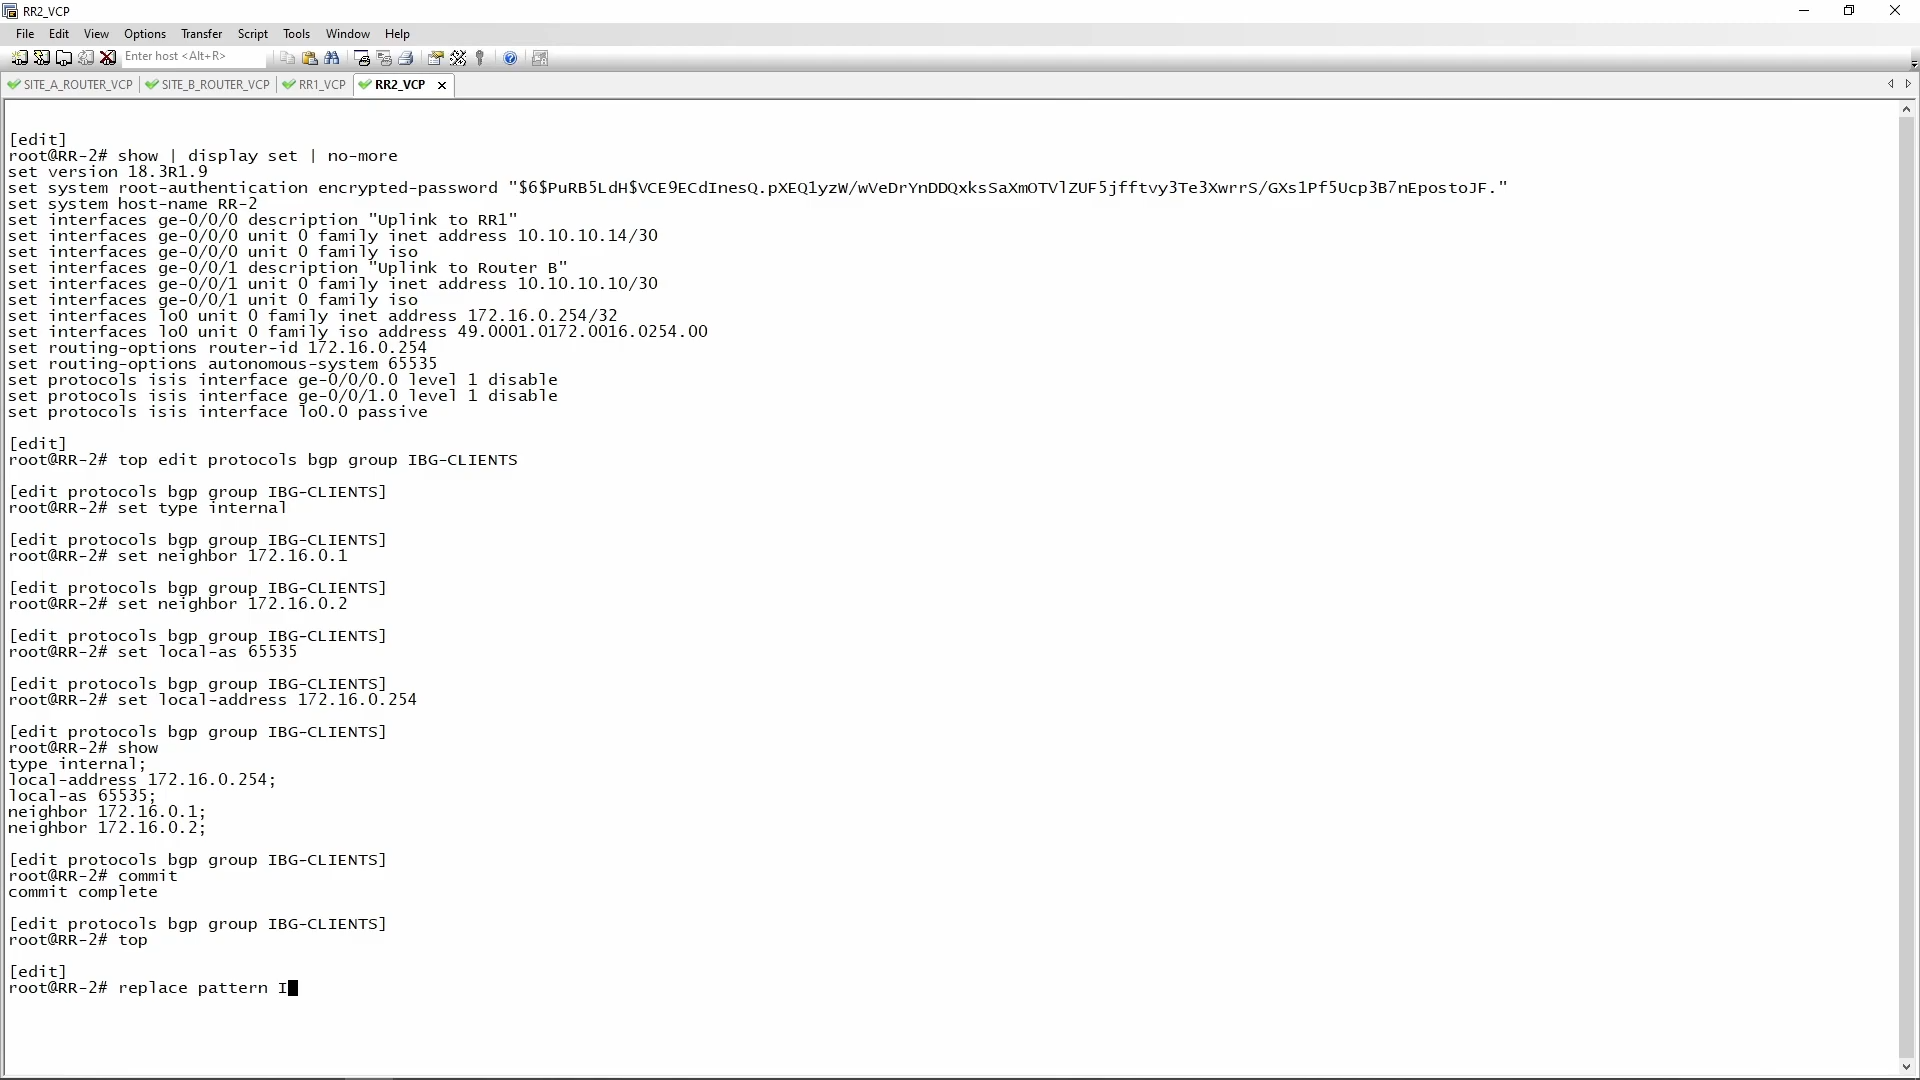 RR2_VCP
File Edit View Options Transfer Script Tools Window Help
Enter host <Alt+R>
SITE_A_ROUTER_VCP SITE_B_ROUTER_VCP RR1_VCP RR2_VCP
[edit]
root@RR-2# show | display set | no-more
set version 18.3R1.9
set system root-authentication encrypted-password "$6$PuRB5LdH$VCE9ECdInesQ.pXEQ1yzW/wVeDrYnDDQxksSaXmOTVlZUF5jfftvy3Te3XwrrS/GXs1Pf5Ucp3B7nEpostoJF."
set system host-name RR-2
set interfaces ge-0/0/0 description "Uplink to RR1"
set interfaces ge-0/0/0 unit 0 family inet address 10.10.10.14/30
set interfaces ge-0/0/0 unit 0 family iso
set interfaces ge-0/0/1 description "Uplink to Router B"
set interfaces ge-0/0/1 unit 0 family inet address 10.10.10.10/30
set interfaces ge-0/0/1 unit 0 family iso
set interfaces lo0 unit 0 family inet address 172.16.0.254/32
set interfaces lo0 unit 0 family iso address 49.0001.0172.0016.0254.00
set routing-options router-id 172.16.0.254
set routing-options autonomous-system 65535
set protocols isis interface ge-0/0/0.0 level 1 disable
set protocols isis interface ge-0/0/1.0 level 1 disable
set protocols isis interface lo0.0 passive
[edit]
root@RR-2# top edit protocols bgp group IBG-CLIENTS
[edit protocols bgp group IBG-CLIENTS]
root@RR-2# set type internal
[edit protocols bgp group IBG-CLIENTS]
root@RR-2# set neighbor 172.16.0.1
[edit protocols bgp group IBG-CLIENTS]
root@RR-2# set neighbor 172.16.0.2
[edit protocols bgp group IBG-CLIENTS]
root@RR-2# set local-as 65535
[edit protocols bgp group IBG-CLIENTS]
root@RR-2# set local-address 172.16.0.254
[edit protocols bgp group IBG-CLIENTS]
root@RR-2# show
type internal;
local-address 172.16.0.254;
local-as 65535;
neighbor 172.16.0.1;
neighbor 172.16.0.2;
[edit protocols bgp group IBG-CLIENTS]
root@RR-2# commit
commit complete
[edit protocols bgp group IBG-CLIENTS]
root@RR-2# top
[edit]
root@RR-2# replace pattern I